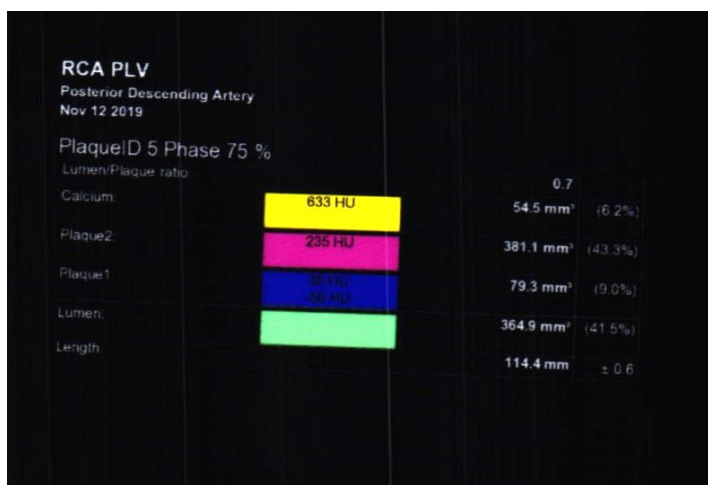 RCA PLV
Posterior Descending Artery
Nov 12 2019
PlaqueID 5 Phase 75 %
Lumen/Plaque ratio: 0.7
Calcium: 633 HU 54.5 mm³ (6.2%)
Plaque2: 235 HU 381.1 mm³ (43.3%)
Plaque1: 30 HU 79.3 mm³ (9.0%)
-50 HU
Lumen: 364.9 mm³ (41.5%)
Length: 114.4 mm ± 0.6